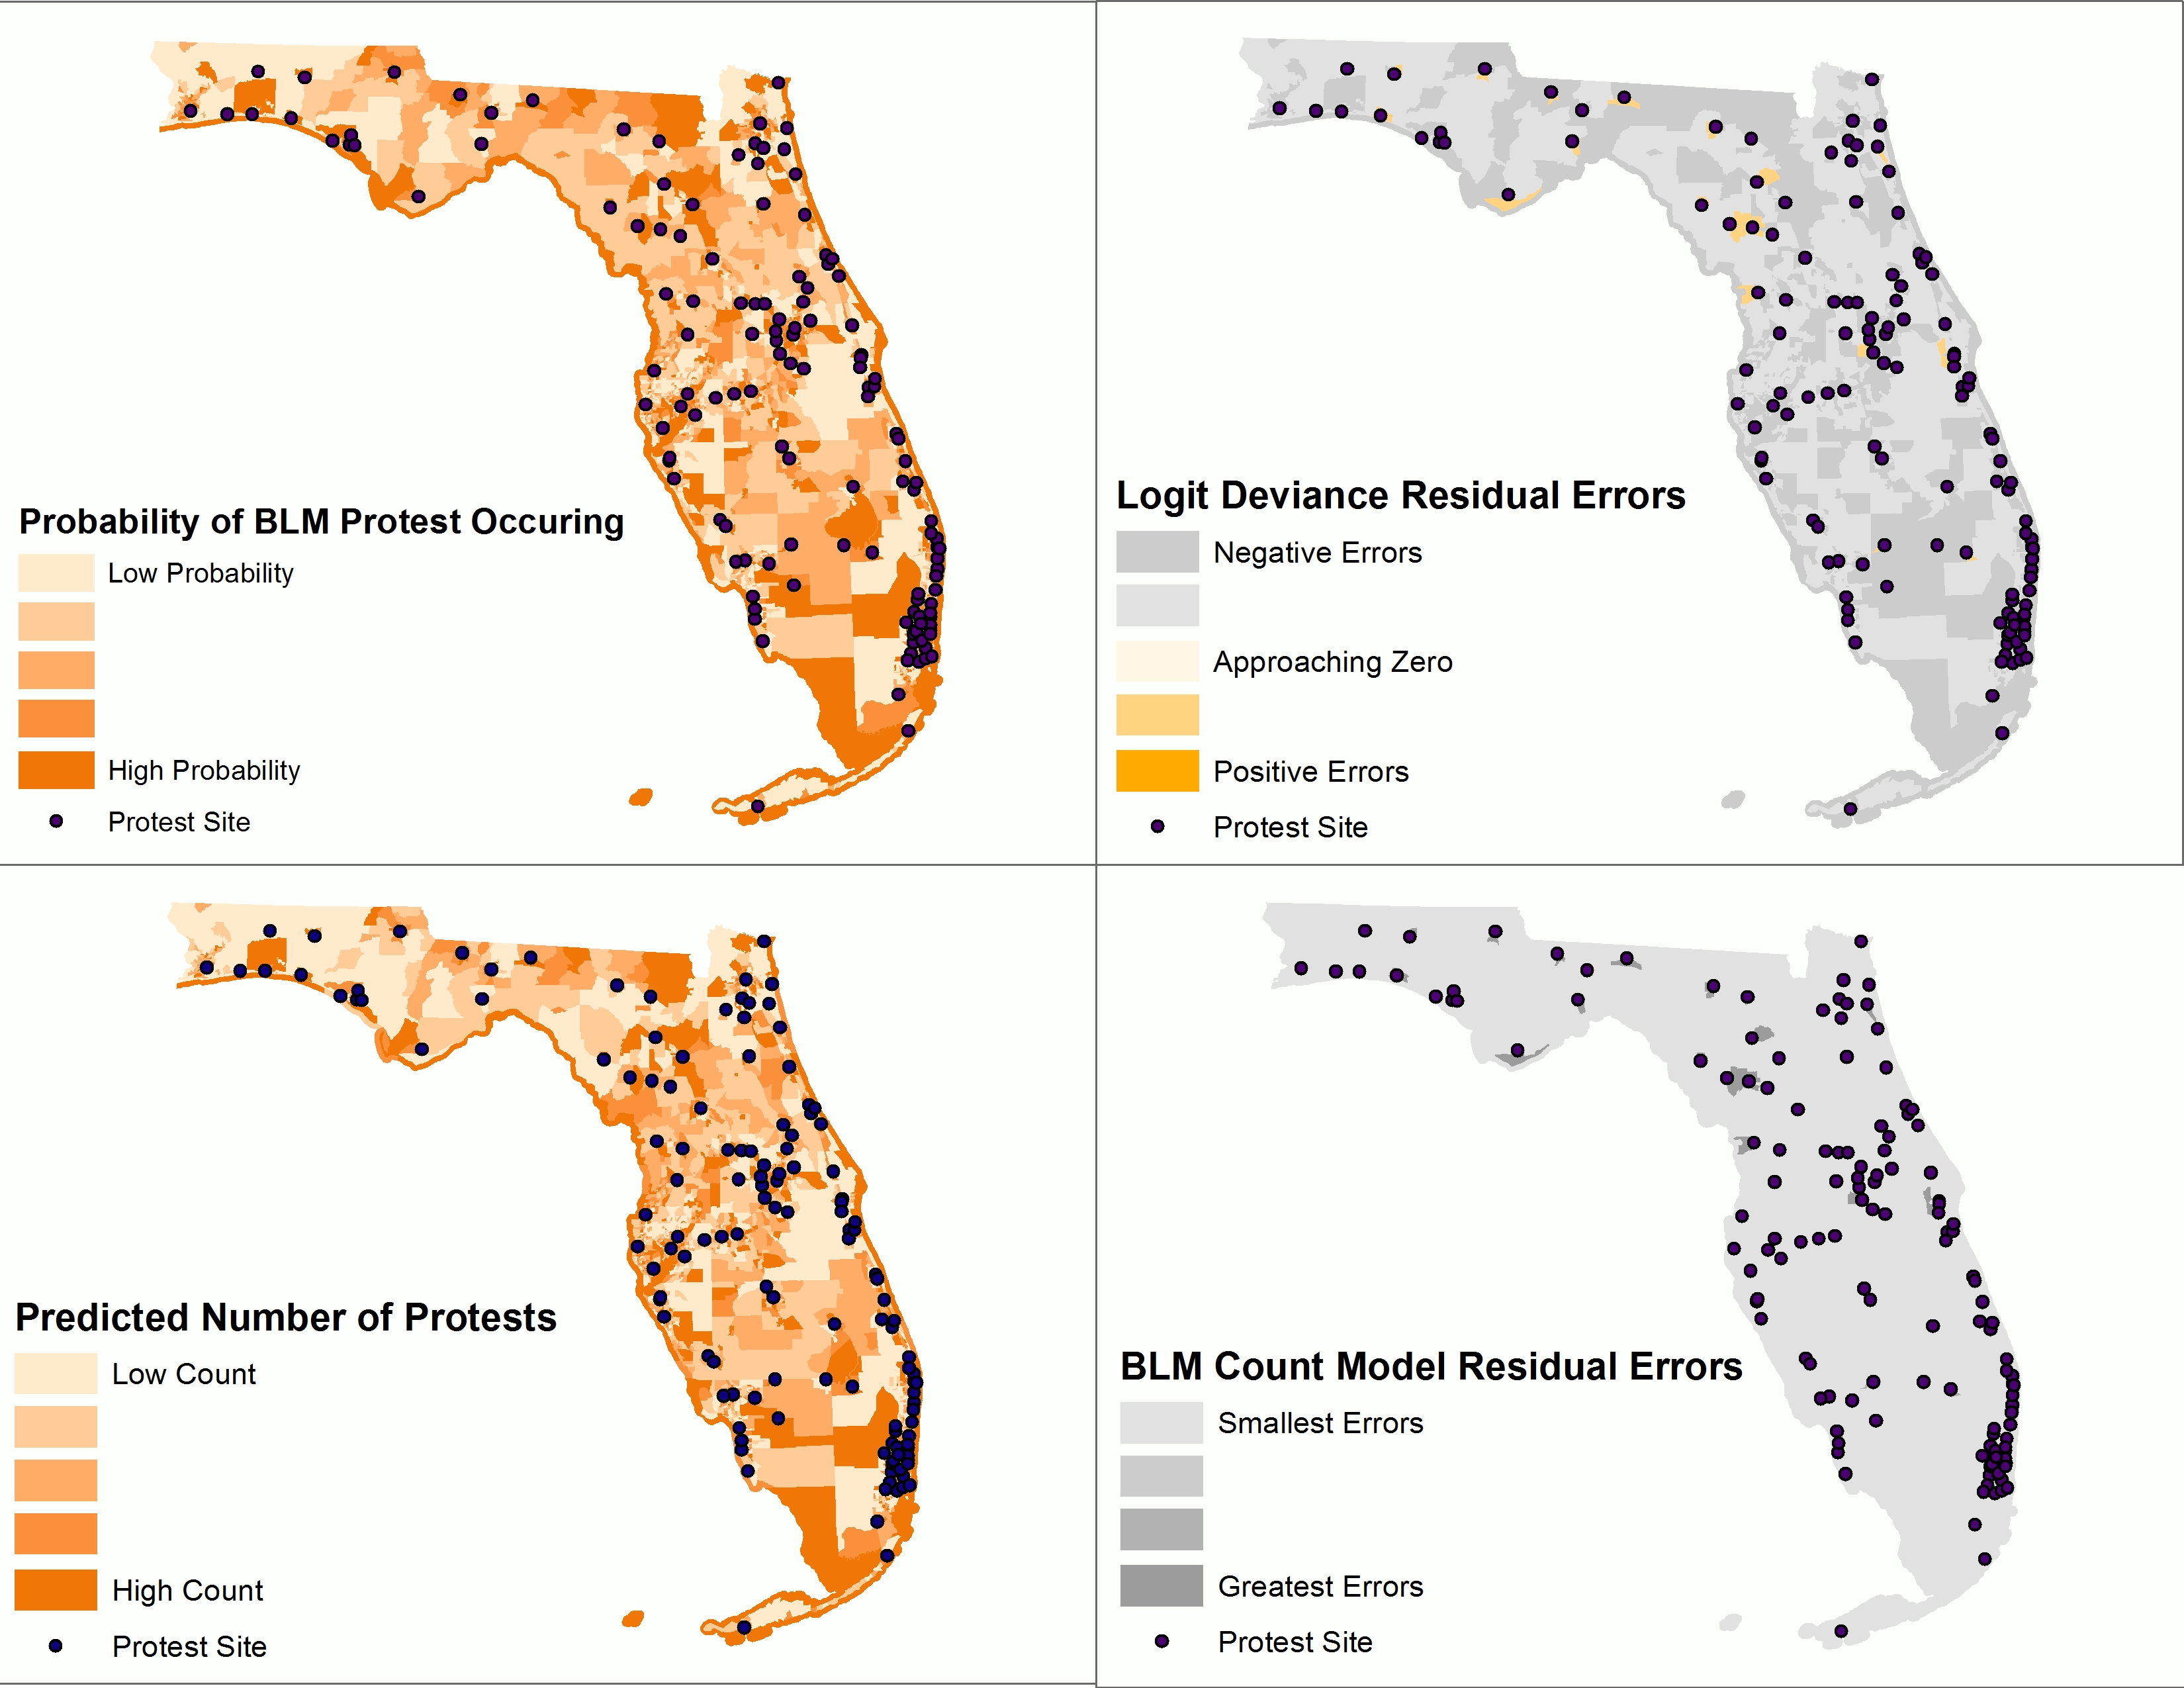 Probability of BLM Protest Occuring
Low Probability
High Probability
Protest Site
Logit Deviance Residual Errors
Negative Errors
Approaching Zero
Positive Errors
Protest Site
Predicted Number of Protests
Low Count
High Count
Protest Site
BLM Count Model Residual Errors
Smallest Errors
Greatest Errors
Protest Site